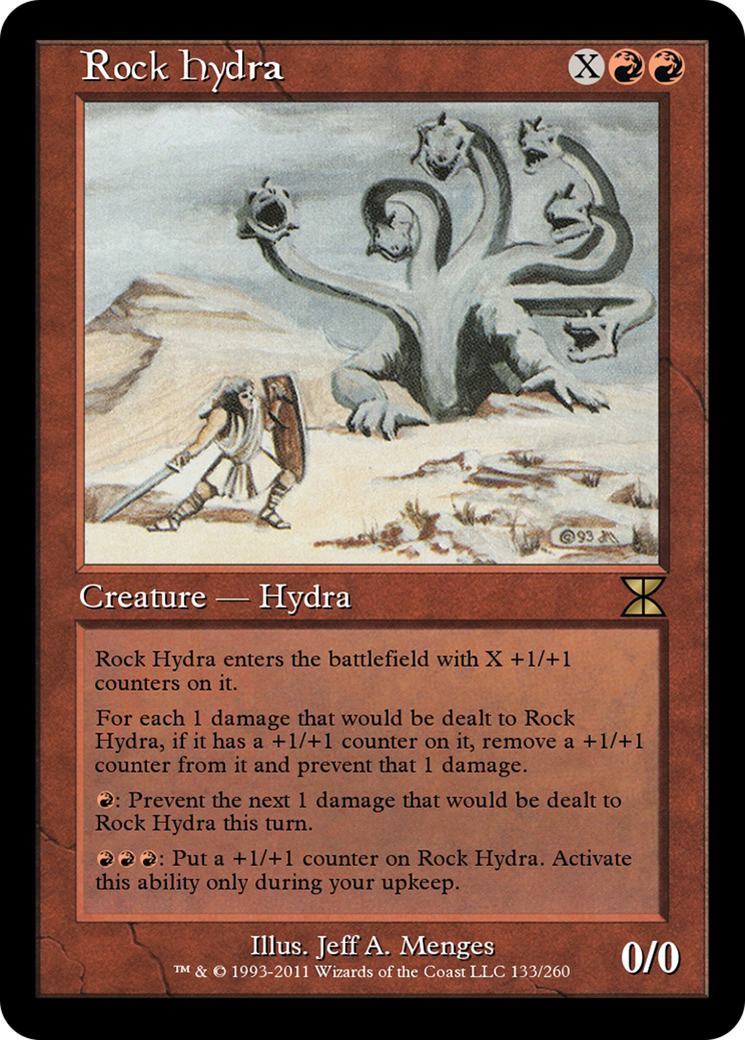 Rock Hydra X
©93 JM
Creature — Hydra
Rock Hydra enters the battlefield with X +1/+1
counters on it.
For each 1 damage that would be dealt to Rock
Hydra, if it has a +1/+1 counter on it, remove a +1/+1
counter from it and prevent that 1 damage.
: Prevent the next 1 damage that would be dealt to
Rock Hydra this turn.
: Put a +1/+1 counter on Rock Hydra. Activate
this ability only during your upkeep.
Illus. Jeff A. Menges
™ & © 1993-2011 Wizards of the Coast LLC 133/260
0/0